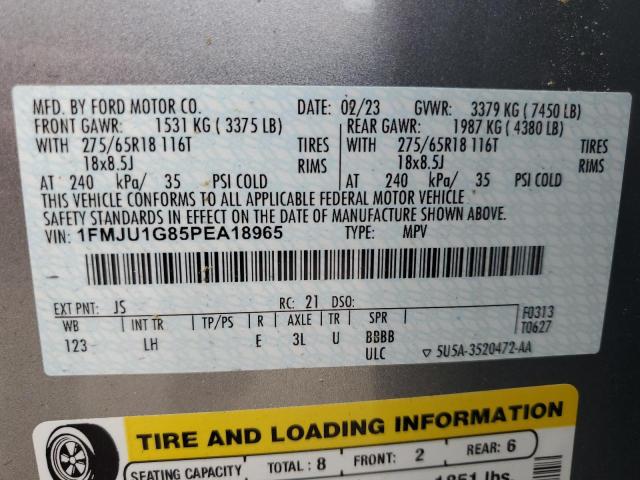 MFD. BY FORD MOTOR CO. DATE: 02/23 GVWR: 3379 KG (7450 LB)
FRONT GAWR: 1531 KG (3375 LB) REAR GAWR: 1987 KG (4380 LB)
WITH 275/65R18 116T TIRES WITH 275/65R18 116T TIRES
18x8.5J RIMS 18x8.5J RIMS
AT 240 kPa/ 35 PSI COLD AT 240 kPa/ 35 PSI COLD
THIS VEHICLE CONFORMS TO ALL APPLICABLE FEDERAL MOTOR VEHICLE
SAFETY STANDARDS IN EFFECT ON THE DATE OF MANUFACTURE SHOWN ABOVE.
VIN: 1FMJU1G85PEA18965 TYPE: MPV
EXT PNT: JS RC: 21 DSO:
WB INT TR TP/PS R AXLE TR SPR F0313
123 LH E 3L U BBBB T0627
ULC ▽ 5U5A-3520472-AA
TIRE AND LOADING INFORMATION
SEATING CAPACITY TOTAL: 8 FRONT: 2 REAR: 6
1851 lbs.